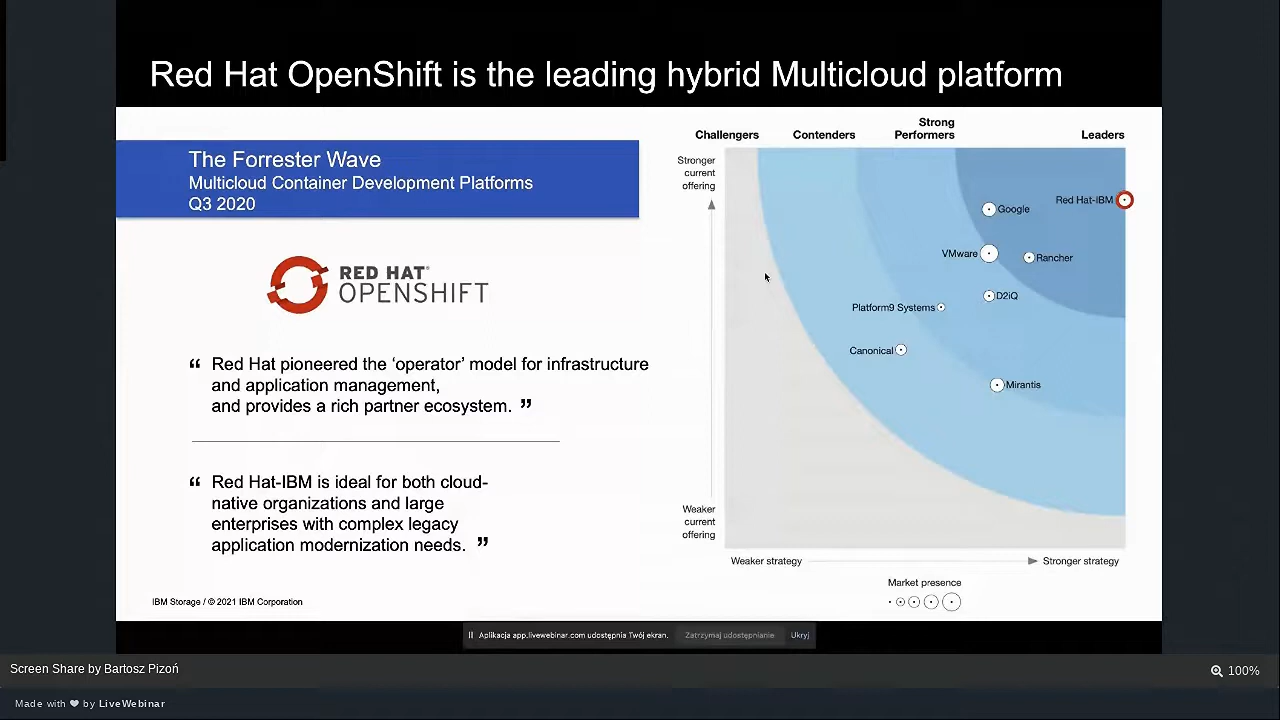 Red Hat OpenShift is the leading hybrid Multicloud platform
The Forrester Wave
Multicloud Container Development Platforms
Q3 2020
RED HAT®
OPENSHIFT
“ Red Hat pioneered the ‘operator’ model for infrastructure
and application management,
and provides a rich partner ecosystem. ”
“ Red Hat-IBM is ideal for both cloud-
native organizations and large
enterprises with complex legacy
application modernization needs. ”
IBM Storage / © 2021 IBM Corporation
Challengers
Contenders
Strong
Performers
Leaders
Stronger
current
offering
Red Hat-IBM
Google
VMware
Rancher
D2iQ
Platform9 Systems
Canonical
Mirantis
Weaker
current
offering
Weaker strategy
Stronger strategy
Market presence
Aplikacja app.livewebinar.com udostępnia Twój ekran.
Zatrzymaj udostępnianie
Ukryj
Screen Share by Bartosz Pizoń
100%
Made with ❤ by LiveWebinar